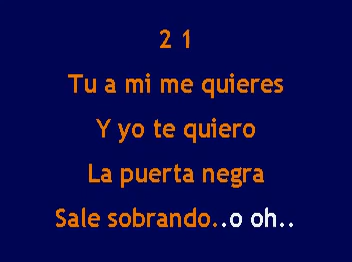 2 1
Tu a mi me quieres
Y yo te quiero
La puerta negra
Sale sobrando..o oh..